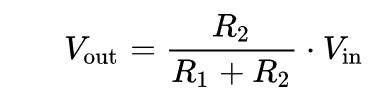 V_out = R_2 / (R_1 + R_2) · V_in